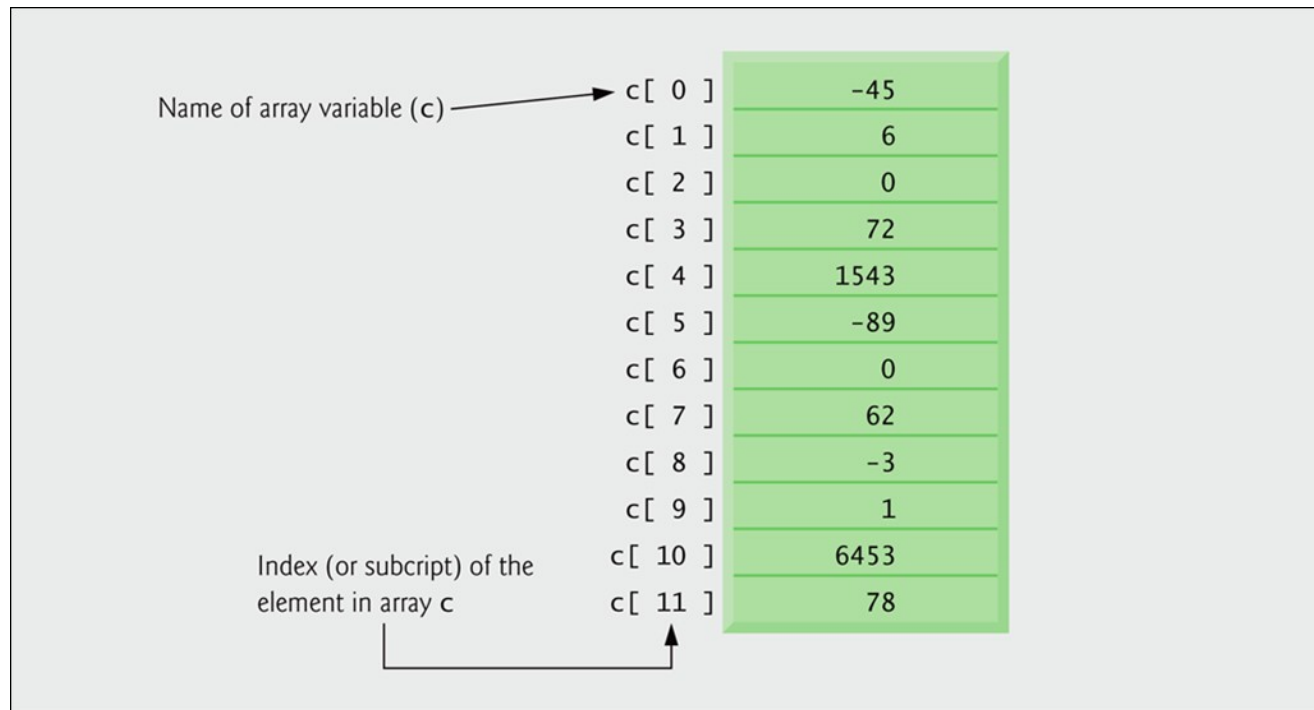 Name of array variable (c)
c[ 0 ] -45
c[ 1 ] 6
c[ 2 ] 0
c[ 3 ] 72
c[ 4 ] 1543
c[ 5 ] -89
c[ 6 ] 0
c[ 7 ] 62
c[ 8 ] -3
c[ 9 ] 1
c[ 10 ] 6453
c[ 11 ] 78
Index (or subcript) of the
element in array c